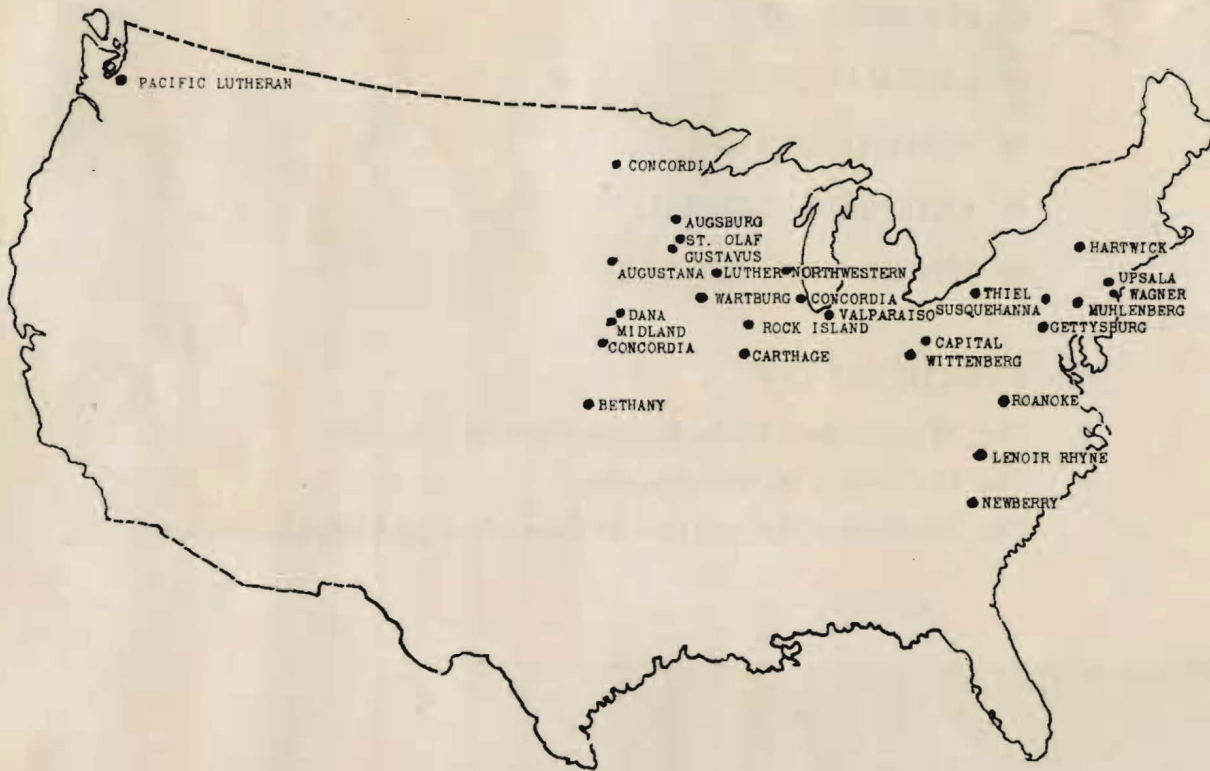 PACIFIC LUTHERAN
CONCORDIA
AUGSBURG
ST. OLAF
GUSTAVUS
HARTWICK
AUGUSTANA
LUTHER
NORTHWESTERN
UPSALA
WAGNER
THIEL
SUSQUEHANNA
MUHLENBERG
WARTBURG
CONCORDIA
VALPARAISO
DANA
MIDLAND
ROCK ISLAND
GETTYSBURG
CONCORDIA
CARTHAGE
CAPITAL
WITTENBERG
BETHANY
ROANOKE
LENOIR RHYNE
NEWBERRY